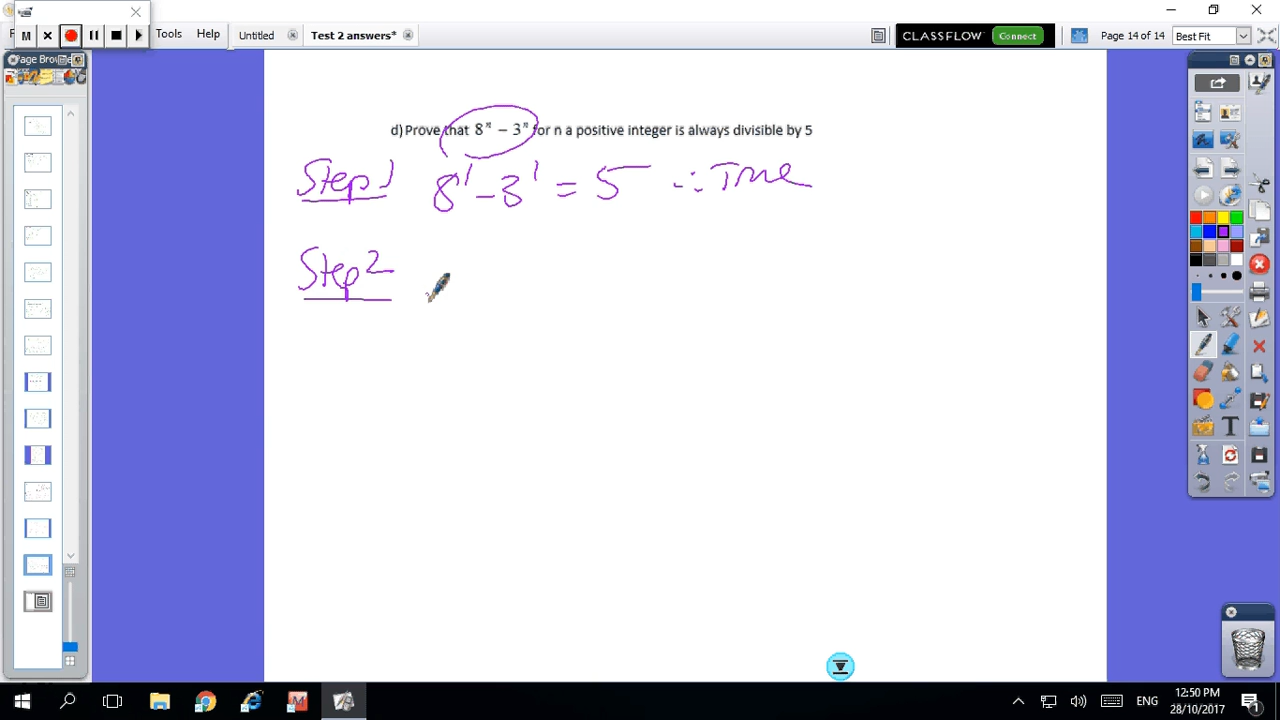 M
Tools Help
Untitled Test 2 answers*
CLASSFLOW Connect
Page 14 of 14 Best Fit
d) Prove that 8ⁿ − 3ⁿ for n a positive integer is always divisible by 5
Step 1 8¹ - 3¹ = 5 ∴ True
Step 2
T
ENG
12:50 PM
28/10/2017